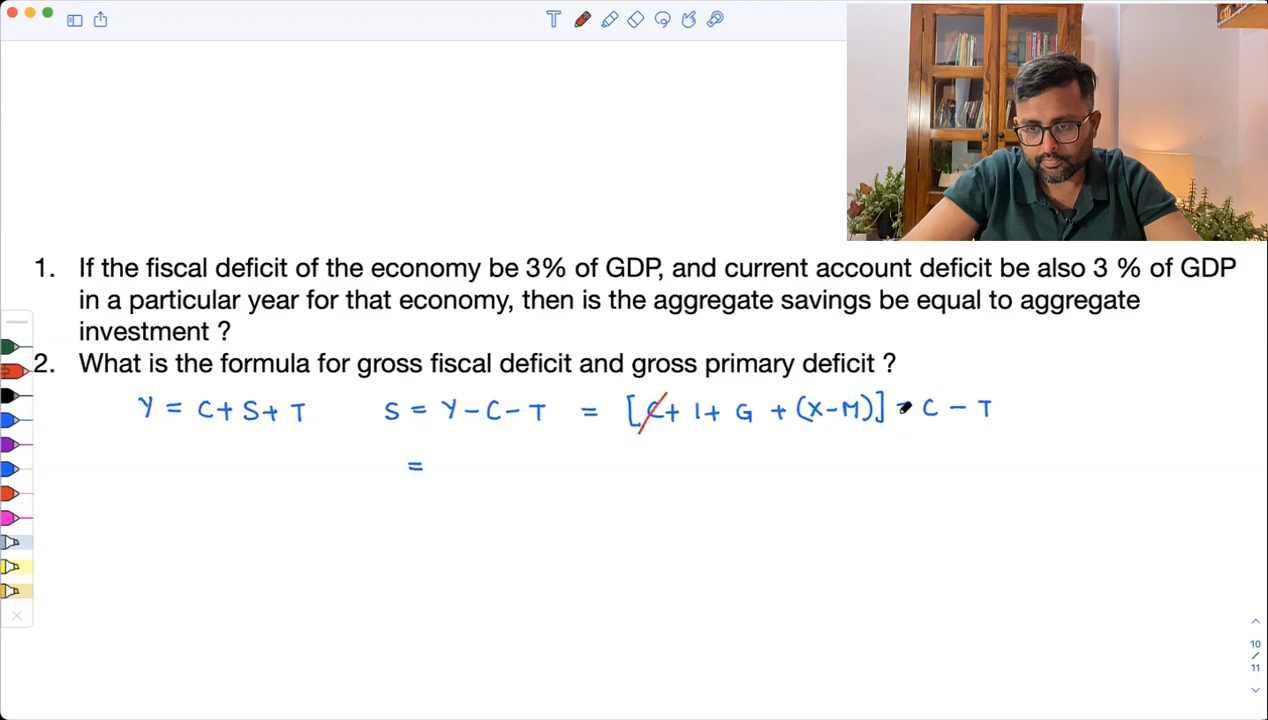 1. If the fiscal deficit of the economy be 3% of GDP, and current account deficit be also 3 % of GDP
in a particular year for that economy, then is the aggregate savings be equal to aggregate
investment ?
2. What is the formula for gross fiscal deficit and gross primary deficit ?
Y = C + S + T S = Y - C - T = [C + I + G + (X - M)] - C - T
=
10
/
11